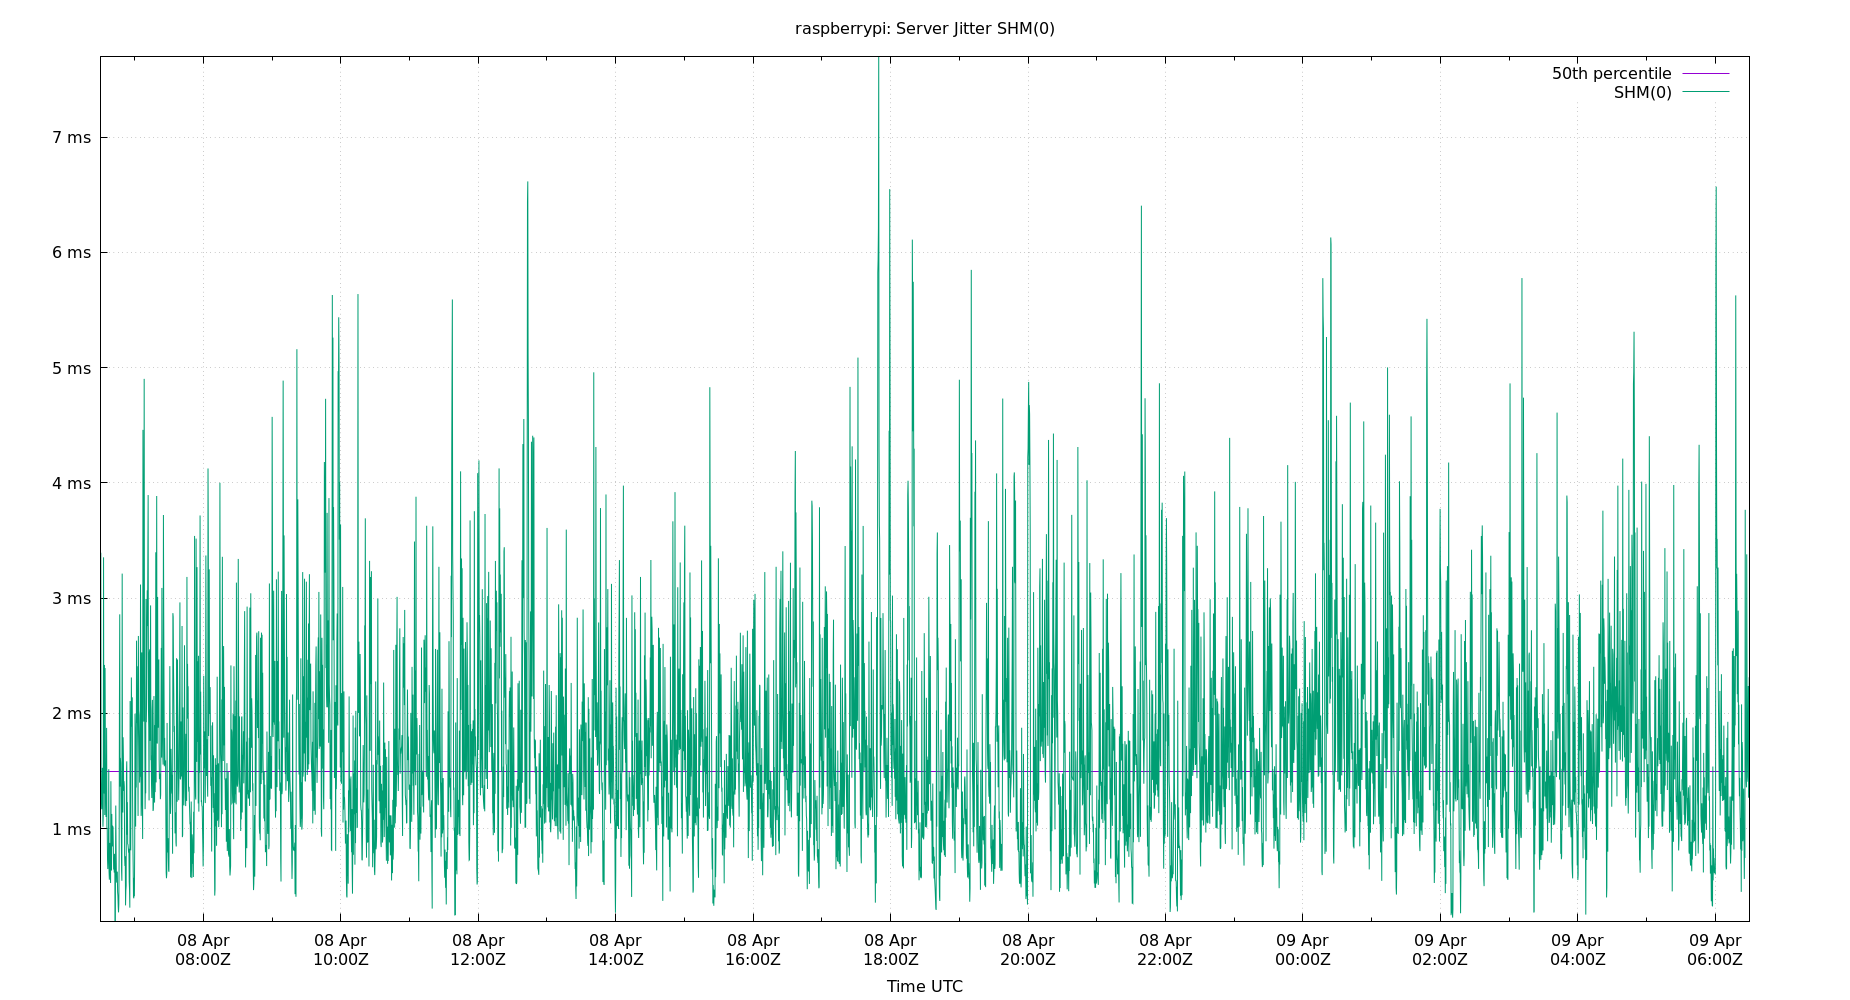 raspberrypi: Server Jitter SHM(0)
50th percentile
SHM(0)
7 ms
6 ms
5 ms
4 ms
3 ms
2 ms
1 ms
08 Apr 08 Apr 08 Apr 08 Apr 08 Apr 08 Apr 08 Apr 08 Apr 09 Apr 09 Apr 09 Apr 09 Apr
08:00Z 10:00Z 12:00Z 14:00Z 16:00Z 18:00Z 20:00Z 22:00Z 00:00Z 02:00Z 04:00Z 06:00Z
Time UTC